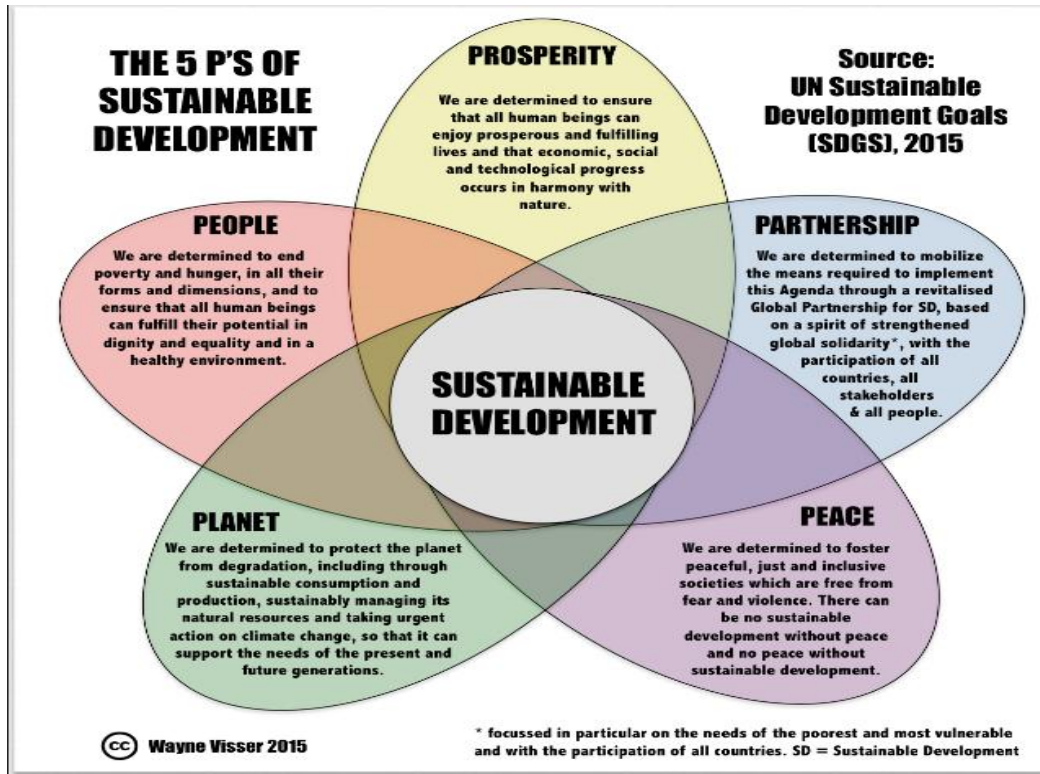 THE 5 P'S OF
SUSTAINABLE
DEVELOPMENT
PROSPERITY
We are determined to ensure
that all human beings can
enjoy prosperous and fulfilling
lives and that economic, social
and technological progress
occurs in harmony with
nature.
Source:
UN Sustainable
Development Goals
(SDGS), 2015
PEOPLE
We are determined to end
poverty and hunger, in all their
forms and dimensions, and to
ensure that all human beings
can fulfill their potential in
dignity and equality and in a
healthy environment.
PARTNERSHIP
We are determined to mobilize
the means required to implement
this Agenda through a revitalised
Global Partnership for SD, based
on a spirit of strengthened
global solidarity*, with the
participation of all
countries, all
stakeholders
& all people.
SUSTAINABLE
DEVELOPMENT
PLANET
We are determined to protect the planet
from degradation, including through
sustainable consumption and
production, sustainably managing its
natural resources and taking urgent
action on climate change, so that it can
support the needs of the present and
future generations.
PEACE
We are determined to foster
peaceful, just and inclusive
societies which are free from
fear and violence. There can
be no sustainable
development without peace
and no peace without
sustainable development.
cc Wayne Visser 2015
* focussed in particular on the needs of the poorest and most vulnerable
and with the participation of all countries. SD = Sustainable Development